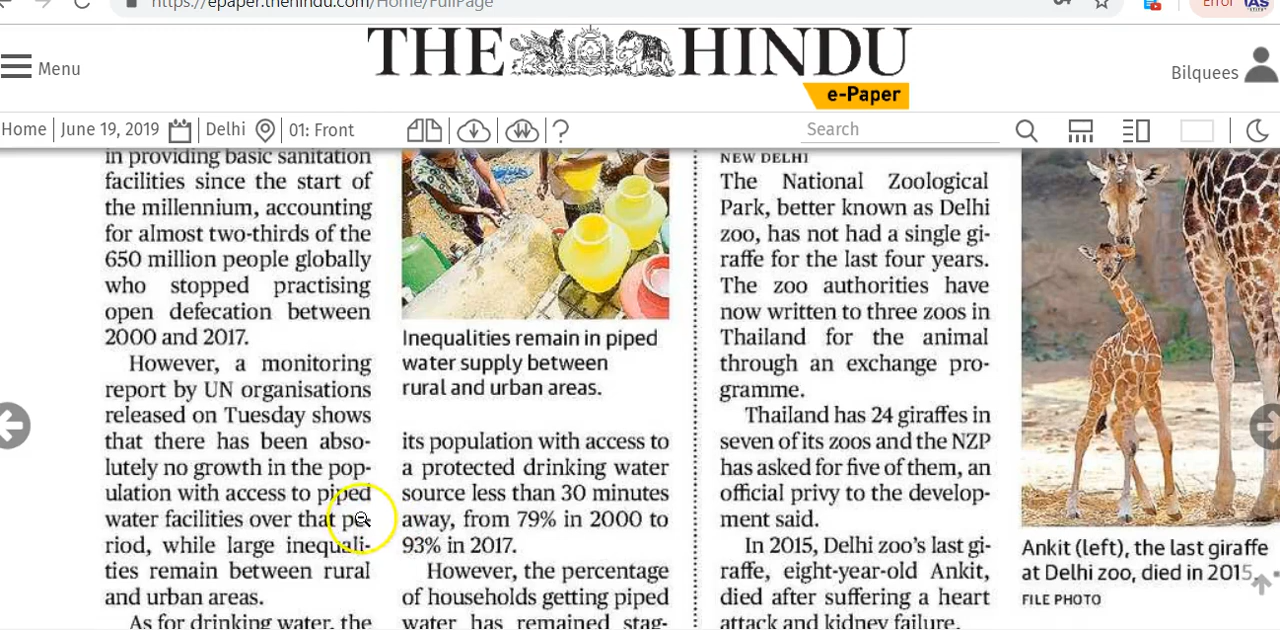 https://epaper.thehindu.com/Home/FullPage
Error
IAS
THE HINDU
e-Paper
Menu
Bilquees
Home
June 19, 2019
Delhi
01: Front
Search
in providing basic sanitation
facilities since the start of
the millennium, accounting
for almost two-thirds of the
650 million people globally
who stopped practising
open defecation between
2000 and 2017.
However, a monitoring
report by UN organisations
released on Tuesday shows
that there has been abso-
lutely no growth in the pop-
ulation with access to piped
water facilities over that pe-
riod, while large inequali-
ties remain between rural
and urban areas.
As for drinking water, the
Inequalities remain in piped
water supply between
rural and urban areas.
its population with access to
a protected drinking water
source less than 30 minutes
away, from 79% in 2000 to
93% in 2017.
However, the percentage
of households getting piped
water has remained stag-
NEW DELHI
The National Zoological
Park, better known as Delhi
zoo, has not had a single gi-
raffe for the last four years.
The zoo authorities have
now written to three zoos in
Thailand for the animal
through an exchange pro-
gramme.
Thailand has 24 giraffes in
seven of its zoos and the NZP
has asked for five of them, an
official privy to the develop-
ment said.
In 2015, Delhi zoo's last gi-
raffe, eight-year-old Ankit,
died after suffering a heart
attack and kidney failure.
Ankit (left), the last giraffe
at Delhi zoo, died in 2015.
FILE PHOTO